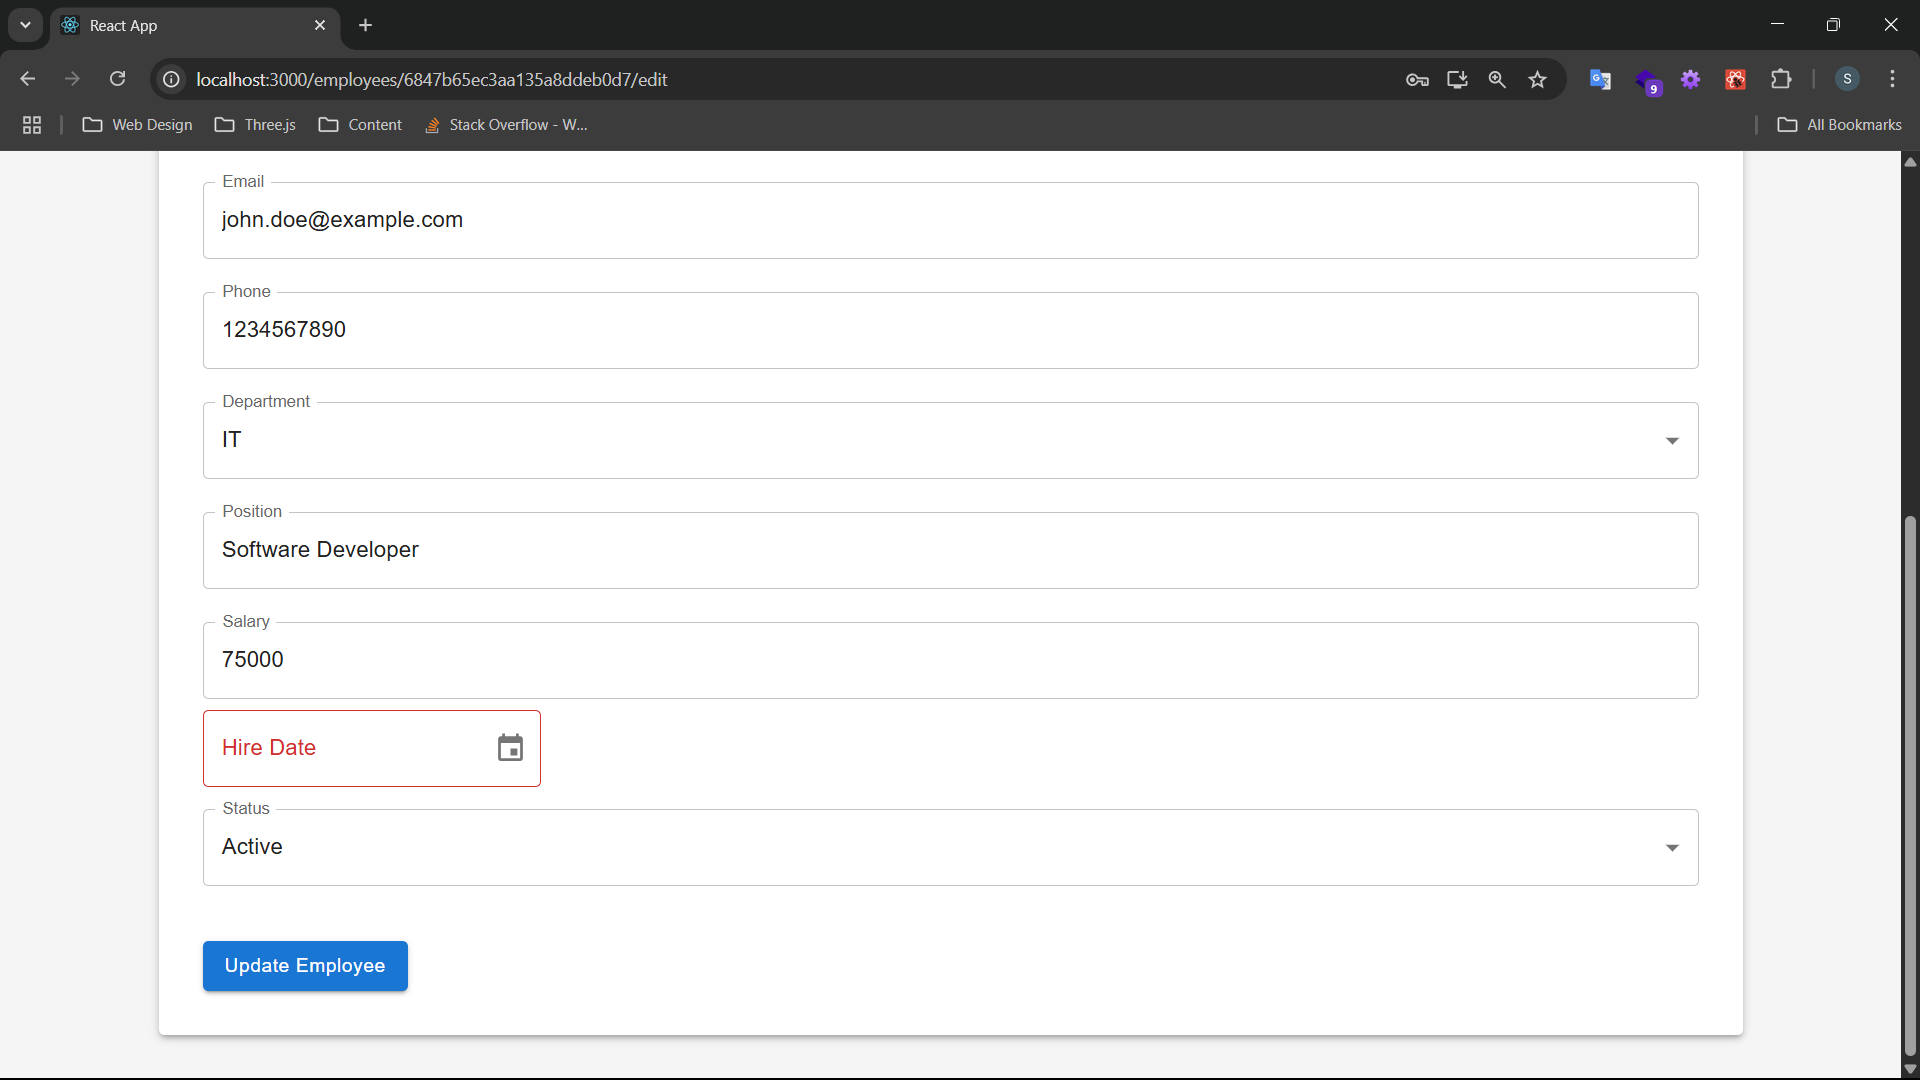 React App
localhost:3000/employees/6847b65ec3aa135a8ddeb0d7/edit
9
S
Web Design
Three.js
Content
Stack Overflow - W...
All Bookmarks
Email
john.doe@example.com
Phone
1234567890
Department
IT
Position
Software Developer
Salary
75000
Hire Date
Status
Active
Update Employee